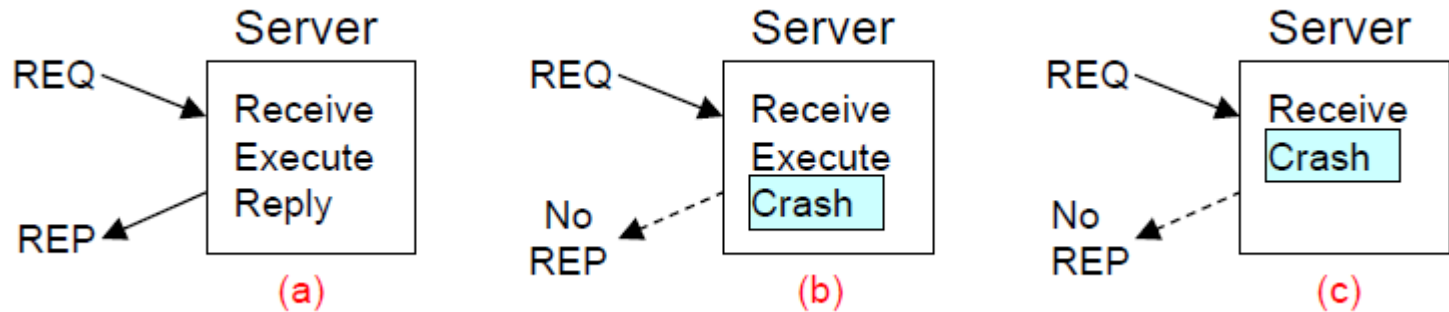 Server
REQ
Receive
Execute
Reply
REP
(a)
Server
REQ
Receive
Execute
Crash
No
REP
(b)
Server
REQ
Receive
Crash
No
REP
(c)